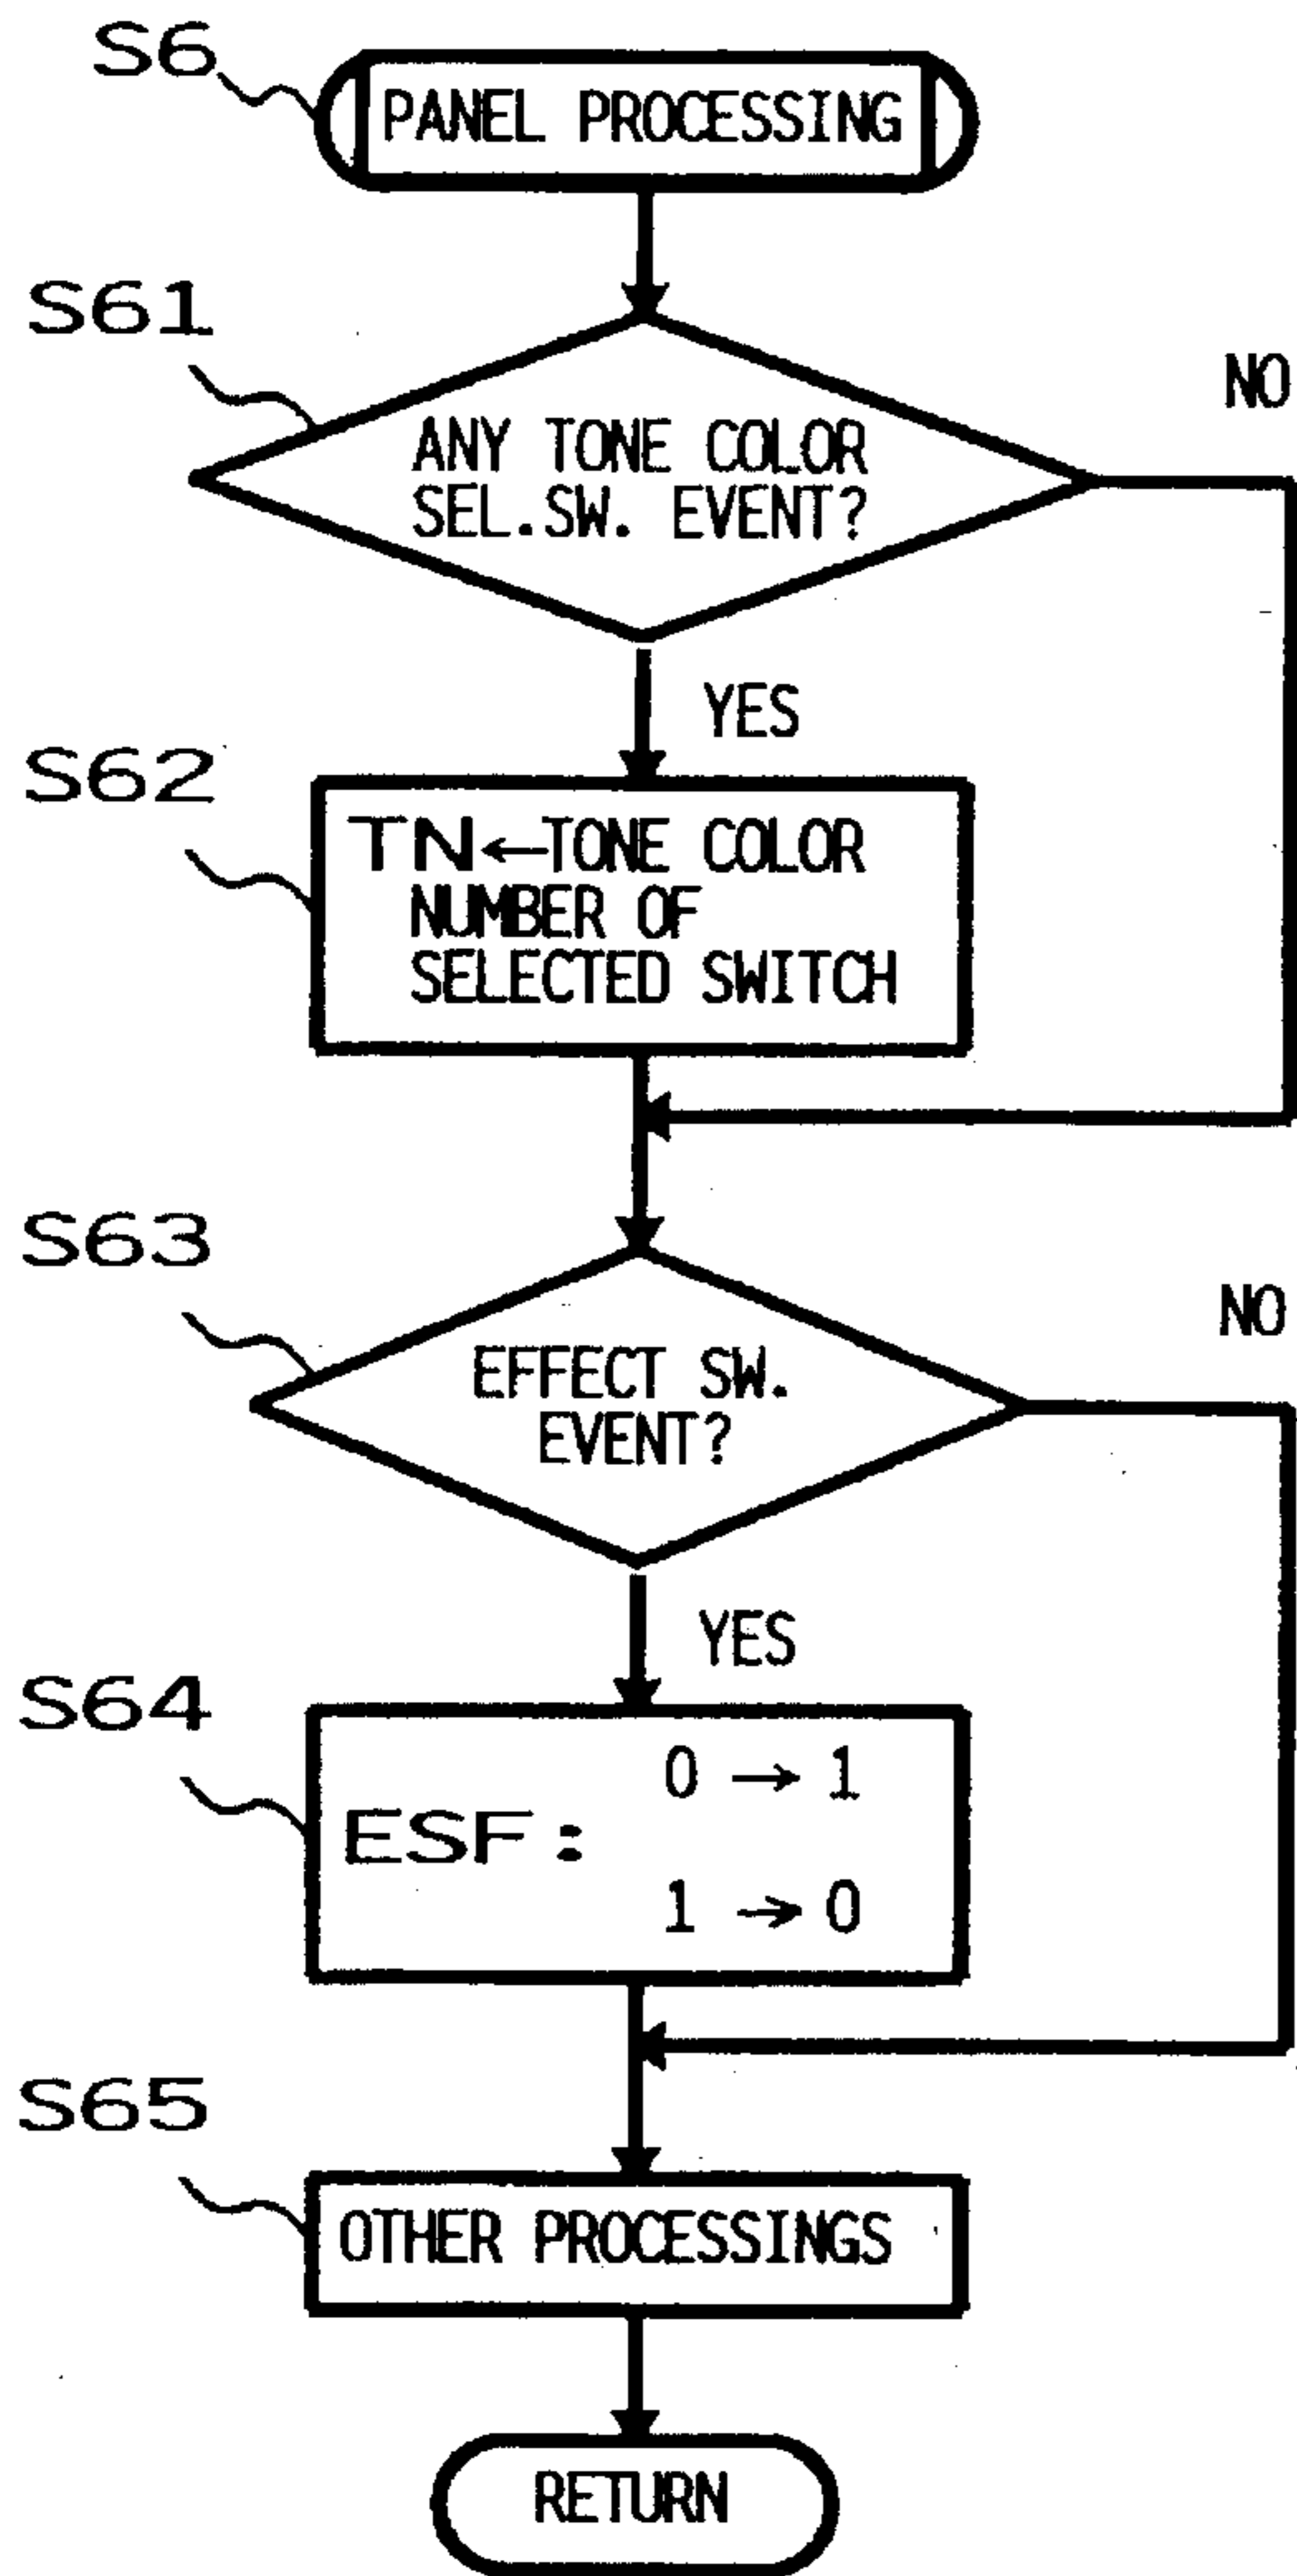 S6
PANEL PROCESSING
S61
NO
ANY TONE COLOR
SEL.SW. EVENT?
YES
S62
TN←TONE COLOR
NUMBER OF
SELECTED SWITCH
S63
NO
EFFECT SW.
EVENT?
YES
S64
0 → 1
ESF:
1 → 0
S65
OTHER PROCESSINGS
RETURN